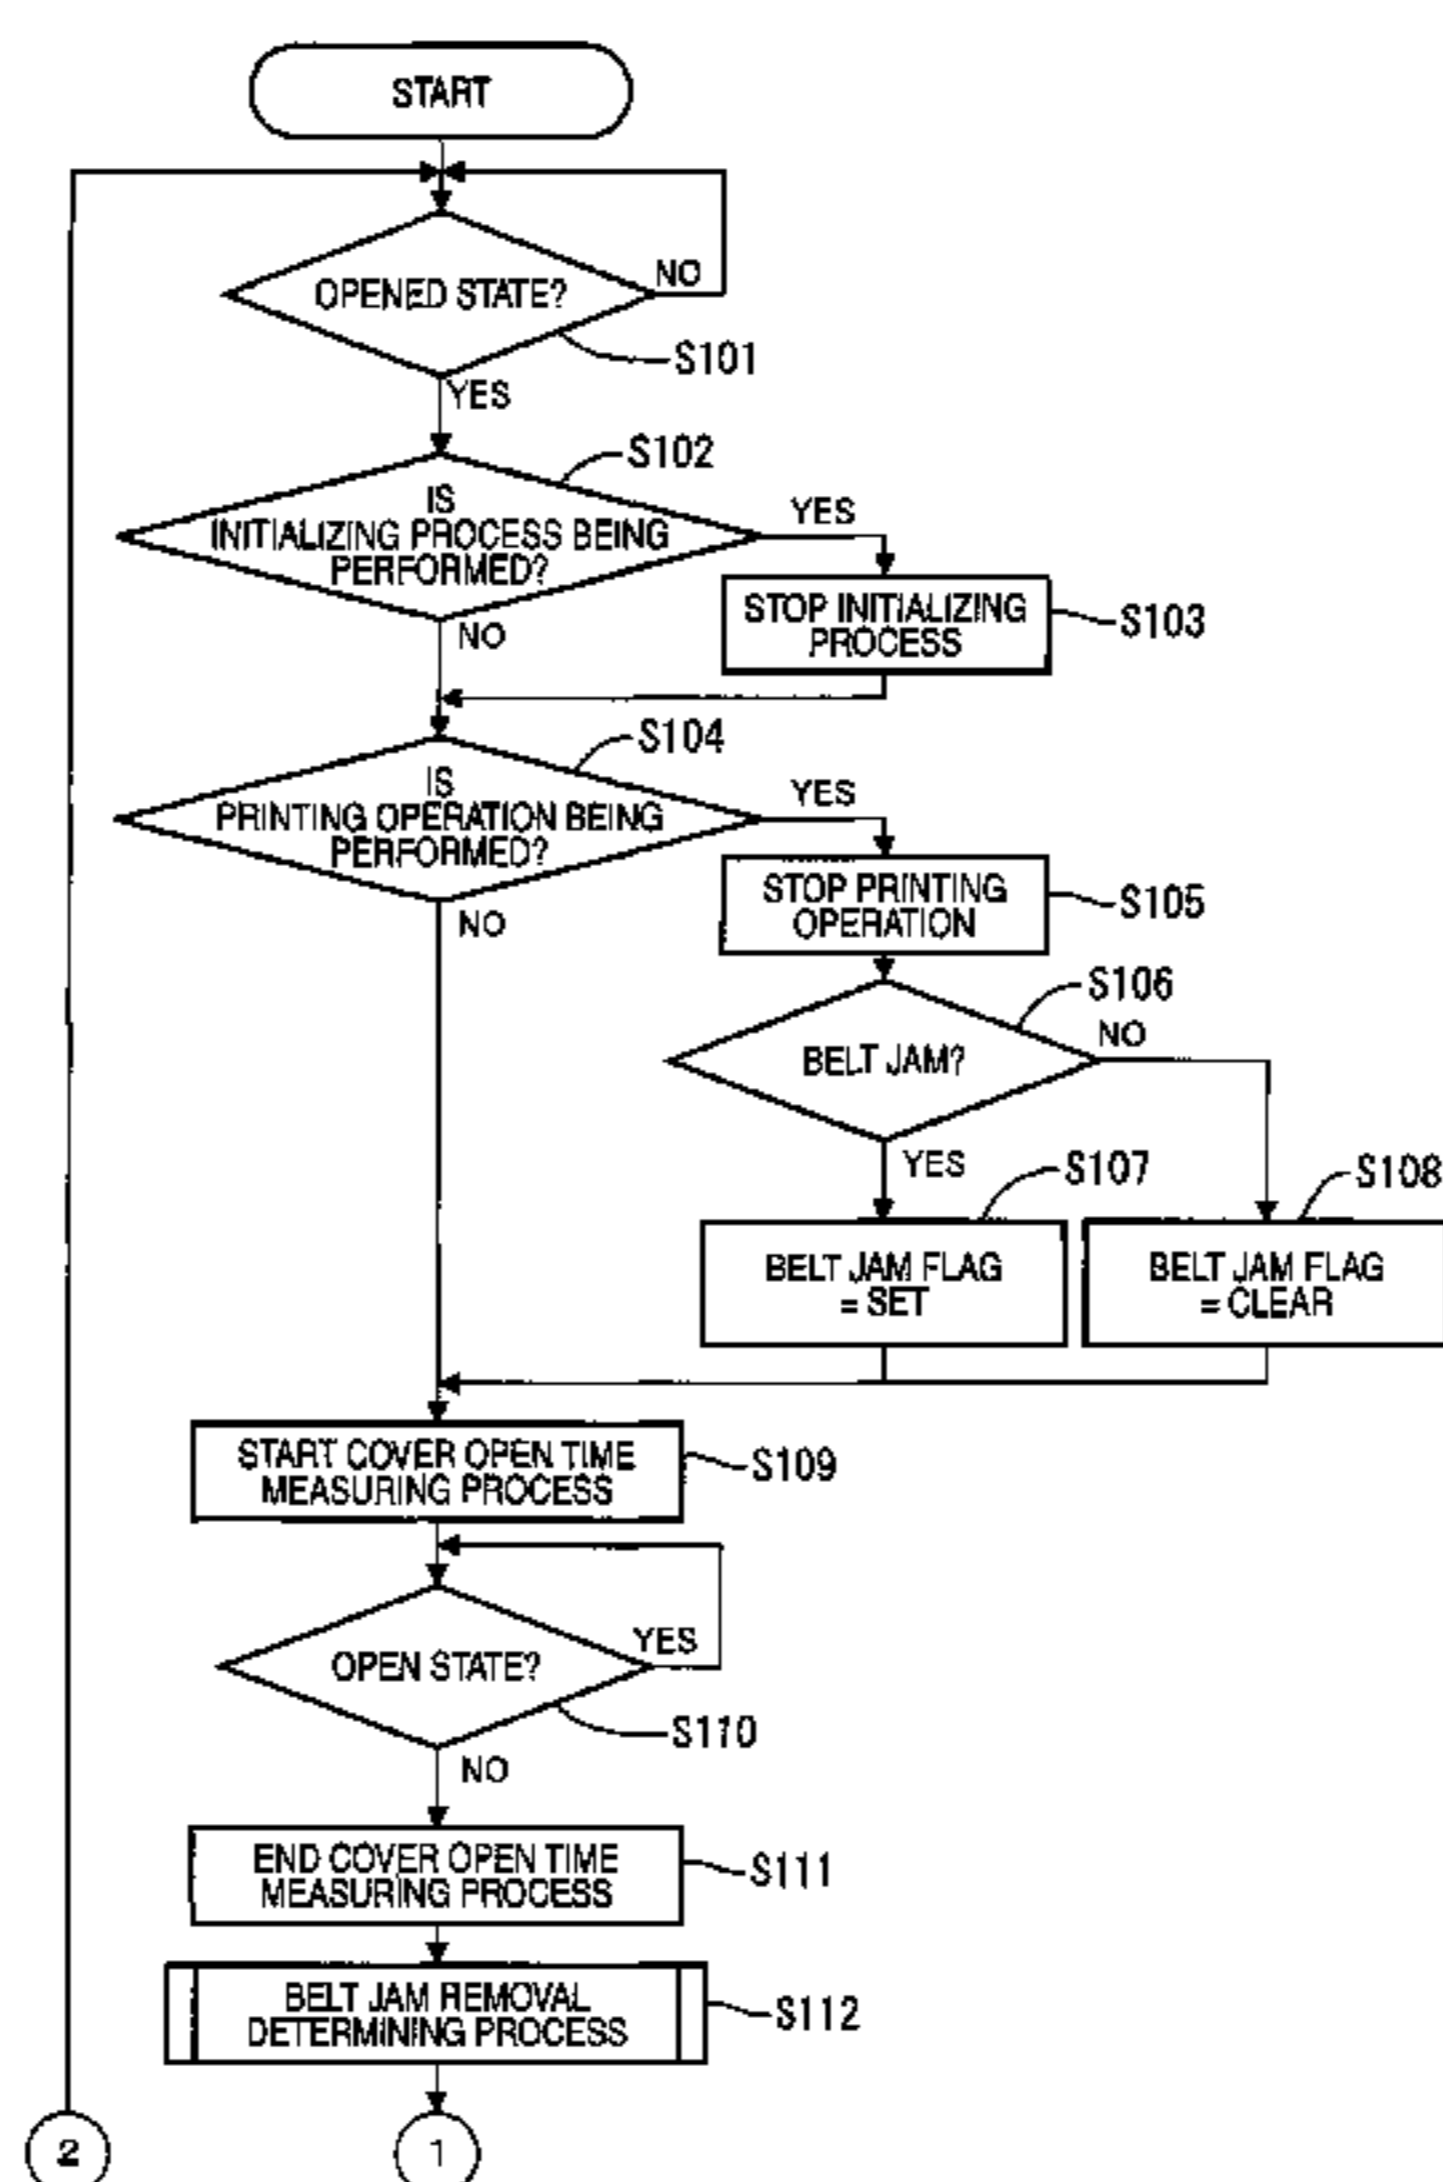 START
OPENED STATE?
NO
S101
YES
S102
IS
INITIALIZING PROCESS BEING
PERFORMED?
YES
STOP INITIALIZING
PROCESS
S103
NO
S104
IS
PRINTING OPERATION BEING
PERFORMED?
YES
STOP PRINTING
OPERATION
S105
NO
S106
BELT JAM?
NO
YES
S107
S108
BELT JAM FLAG
= SET
BELT JAM FLAG
= CLEAR
START COVER OPEN TIME
MEASURING PROCESS
S109
OPEN STATE?
YES
S110
NO
END COVER OPEN TIME
MEASURING PROCESS
S111
BELT JAM REMOVAL
DETERMINING PROCESS
S112
2
1